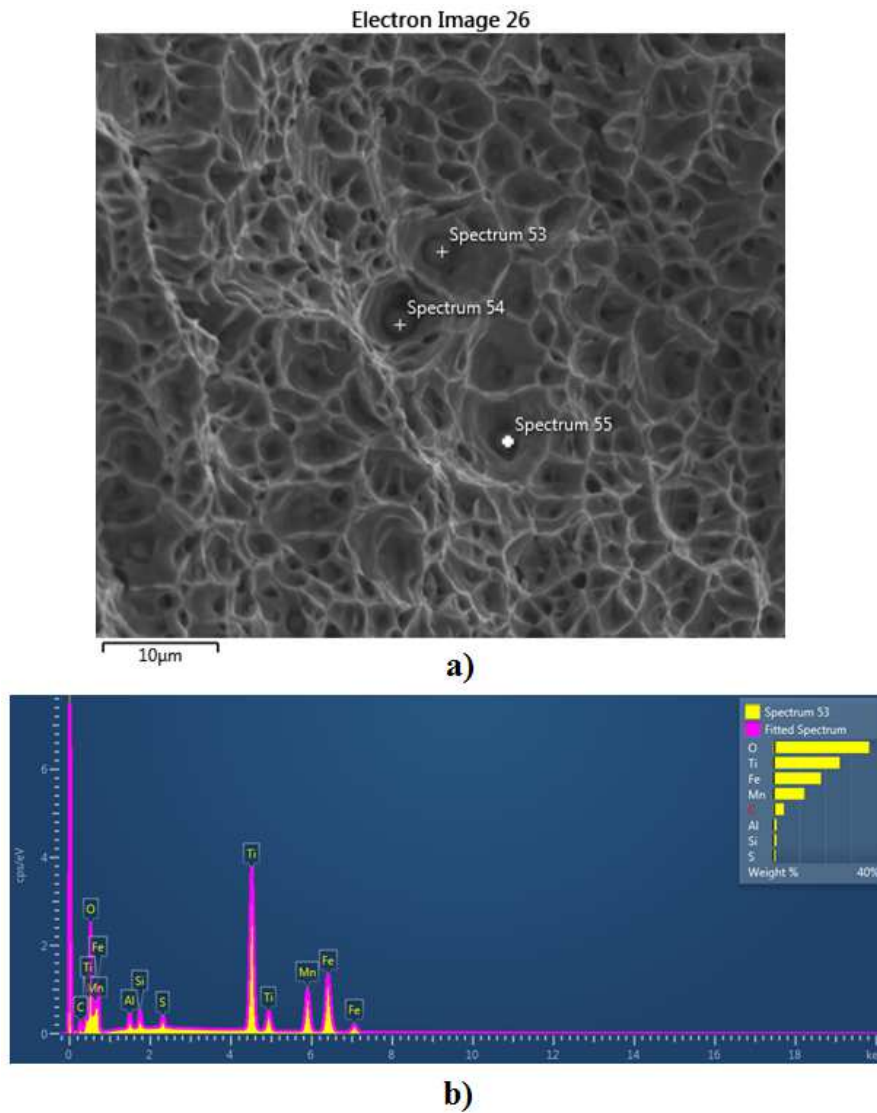 Electron Image 26
Spectrum 53
Spectrum 54
Spectrum 55
10µm
a)
Spectrum 53
Fitted Spectrum
O
Ti
Fe
Mn
C
Al
Si
S
Weight %
40%
cps/eV
6
4
2
0
Ti
O
Fe
Ti
Mn
C
Al
Si
S
Ti
Mn
Fe
Fe
0
2
4
6
8
10
12
14
16
18
ke
b)